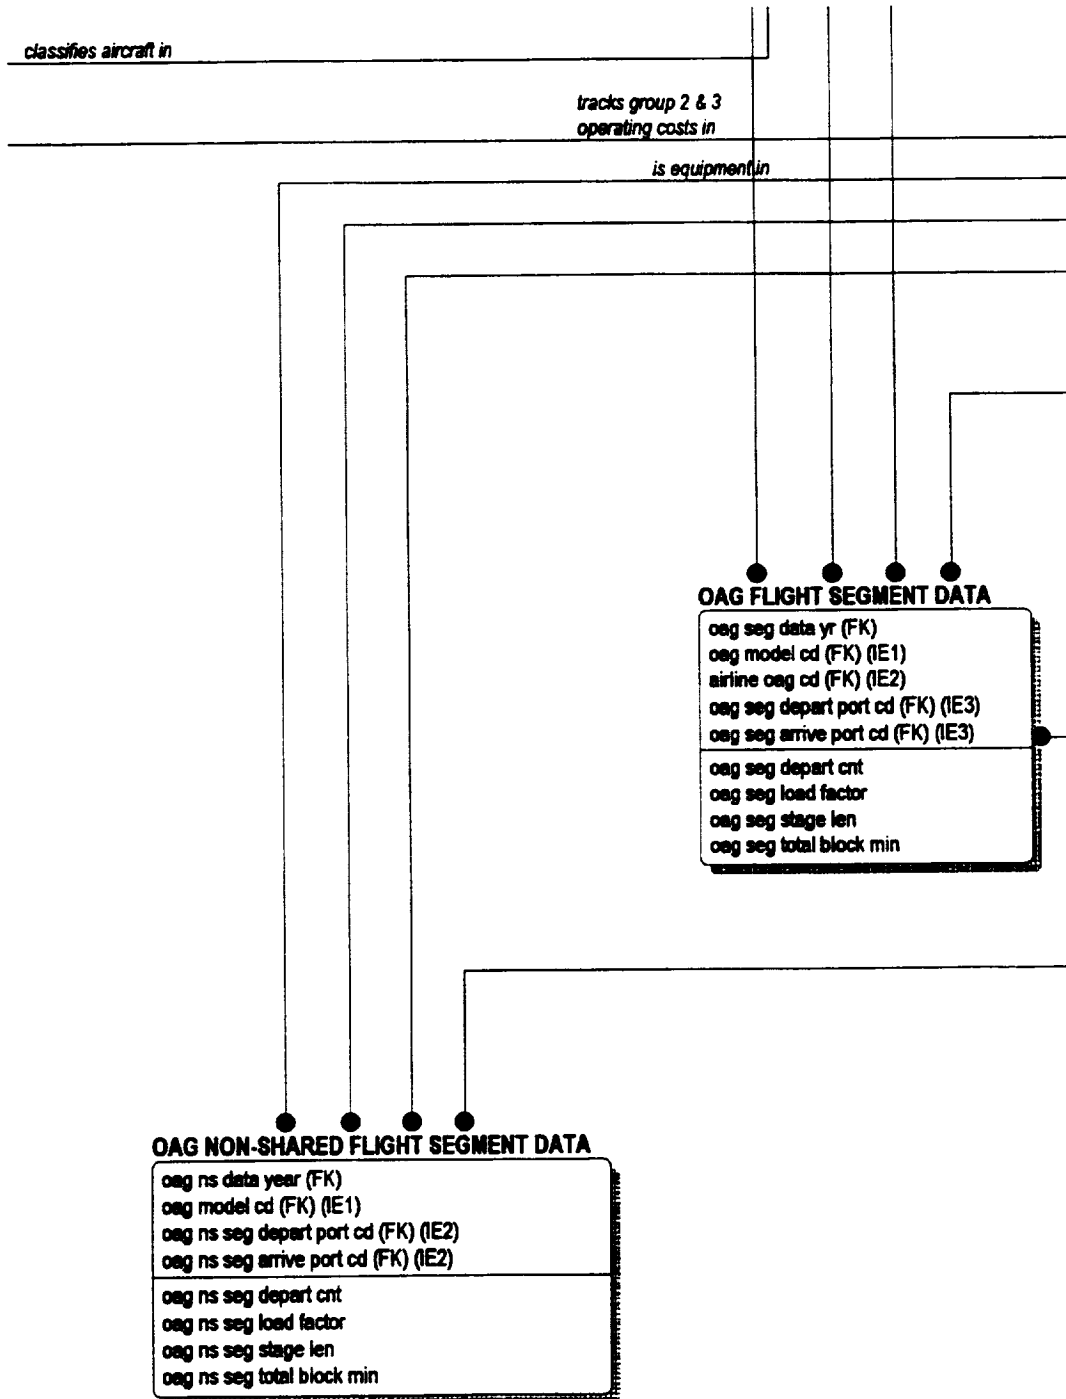 classifies aircraft in
tracks group 2 & 3
operating costs in
is equipment in
OAG FLIGHT SEGMENT DATA
oag seg data yr (FK)
oag model cd (FK) (IE1)
airline oag cd (FK) (IE2)
oag seg depart port cd (FK) (IE3)
oag seg arrive port cd (FK) (IE3)
oag seg depart cnt
oag seg load factor
oag seg stage len
oag seg total block min
OAG NON-SHARED FLIGHT SEGMENT DATA
oag ns data year (FK)
oag model cd (FK) (IE1)
oag ns seg depart port cd (FK) (IE2)
oag ns seg arrive port cd (FK) (IE2)
oag ns seg depart cnt
oag ns seg load factor
oag ns seg stage len
oag ns seg total block min